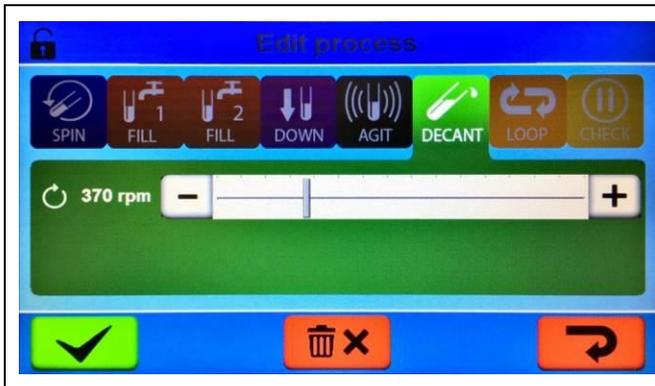 Edit process
SPIN
1
FILL
2
FILL
DOWN
AGIT
DECANT
LOOP
CHECK
370 rpm